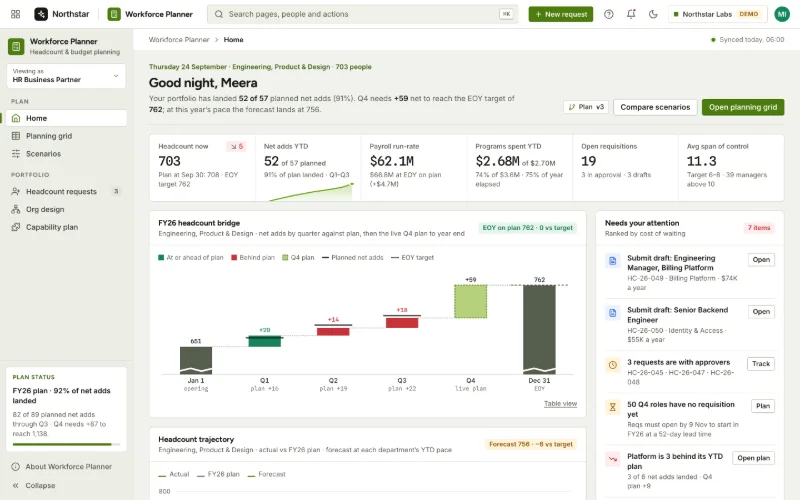 Northstar
Workforce Planner
Search pages, people and actions
⌘K
+ New request
Northstar Labs
DEMO
MI
Workforce Planner
Headcount & budget planning
Viewing as
HR Business Partner
PLAN
Home
Planning grid
Scenarios
PORTFOLIO
Headcount requests
3
Org design
Capability plan
PLAN STATUS
FY26 plan · 92% of net adds
landed
82 of 89 planned net adds
through Q3 · Q4 needs +67 to
reach 1,138.
About Workforce Planner
Collapse
Workforce Planner > Home
Synced today, 06:00
Thursday 24 September · Engineering, Product & Design · 703 people
Good night, Meera
Your portfolio has landed 52 of 57 planned net adds (91%). Q4 needs +59 net to reach the EOY target of
762; at this year's pace the forecast lands at 756.
Plan v3
Compare scenarios
Open planning grid
Headcount now
5
703
Plan at Sep 30: 708 · EOY
target 762
Net adds YTD
52 of 57 planned
91% of plan landed · Q1–Q3
Payroll run-rate
$62.1M
$66.8M at EOY on plan
(+$4.7M)
Programs spent YTD
$2.68M of $2.70M
74% of $3.6M · 75% of year
elapsed
Open requisitions
19
3 in approval · 3 drafts
Avg span of control
11.3
Target 6–8 · 39 managers
above 10
FY26 headcount bridge
Engineering, Product & Design · net adds by quarter against plan, then the live Q4 plan to year end
EOY on plan 762 · 0 vs target
At or ahead of plan
Behind plan
Q4 plan
Planned net adds
EOY target
651
+20
+14
+18
+59
762
Jan 1
opening
Q1
plan +16
Q2
plan +19
Q3
plan +22
Q4
live plan
Dec 31
EOY
Table view
Headcount trajectory
Engineering, Product & Design · actual vs FY26 plan · forecast at each department's YTD pace
Forecast 756 · −6 vs target
Actual
FY26 plan
Forecast
800
Needs your attention
Ranked by cost of waiting
7 items
Submit draft: Engineering
Manager, Billing Platform
HC-26-049 · Billing Platform · $74K
a year
Open
Submit draft: Senior Backend
Engineer
HC-26-050 · Identity & Access ·
$55K a year
Open
3 requests are with approvers
HC-26-045 · HC-26-047 · HC-26-
048
Track
50 Q4 roles have no requisition
yet
Reqs must open by 9 Nov to start in
FY26 at a 52-day lead time
Plan
Platform is 3 behind its YTD
plan
3 of 6 net adds landed · Q4
plan +9
Open plan